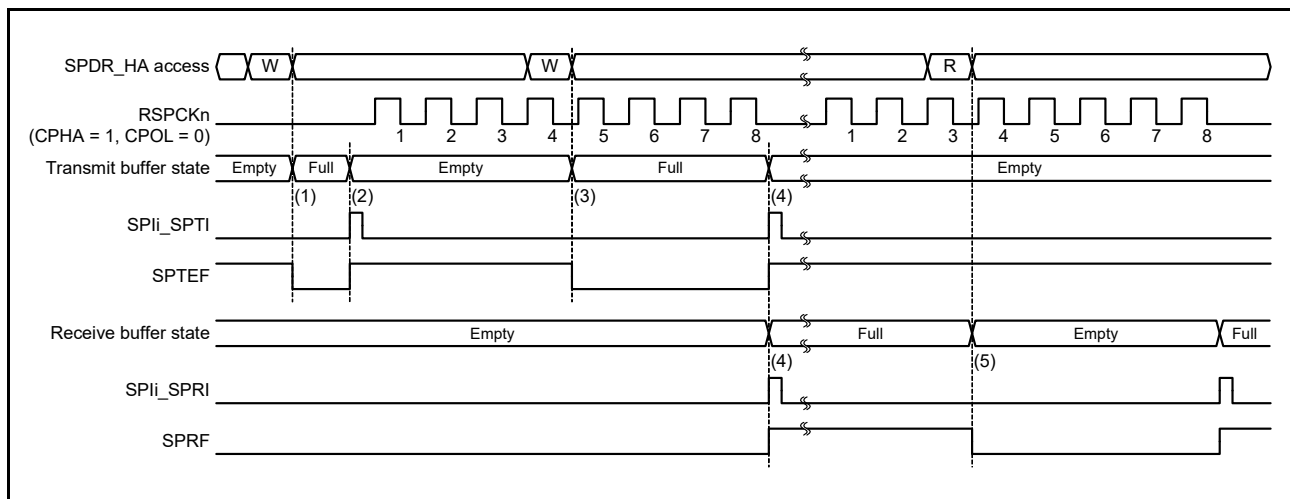 SPDR_HA access W W R
RSPCKn
(CPHA = 1, CPOL = 0)
1 2 3 4 5 6 7 8 1 2 3 4 5 6 7 8
Transmit buffer state Empty Full Empty Full Empty
(1) (2) (3) (4)
SPIi_SPTI
SPTEF
Receive buffer state Empty Full Empty Full
(4) (5)
SPIi_SPRI
SPRF